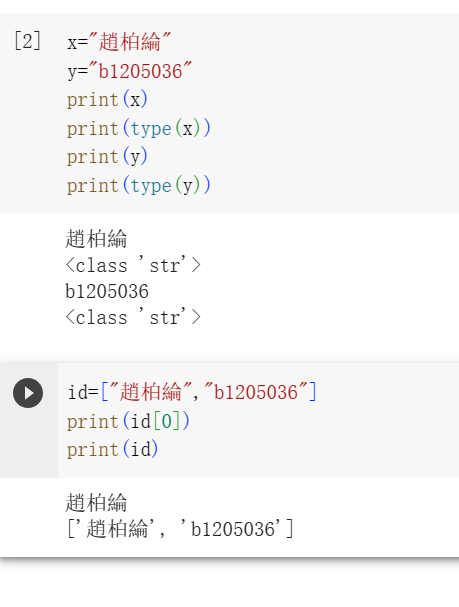 [2] x="趙柏綸"
y="b1205036"
print(x)
print(type(x))
print(y)
print(type(y))
趙柏綸
<class 'str'>
b1205036
<class 'str'>
id=["趙柏綸","b1205036"]
print(id[0])
print(id)
趙柏綸
['趙柏綸', 'b1205036']